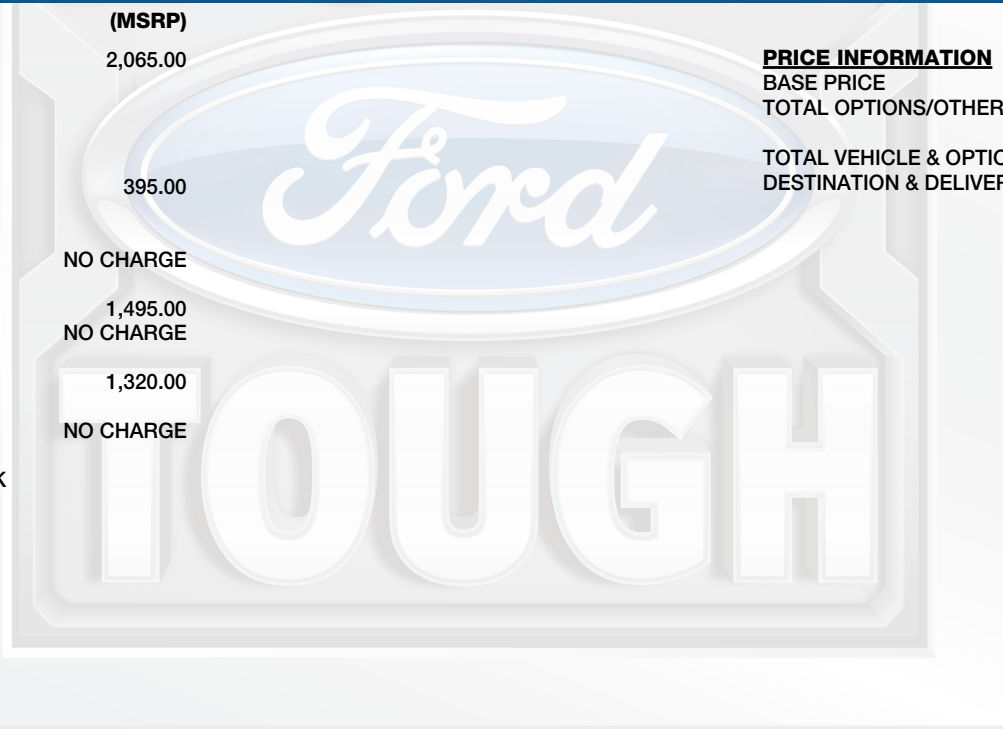 (MSRP)
2,065.00
395.00
NO CHARGE
1,495.00
NO CHARGE
1,320.00
NO CHARGE
K
PRICE INFORMATION
BASE PRICE
TOTAL OPTIONS/OTHER
TOTAL VEHICLE & OPTIO
DESTINATION & DELIVER
Ford
TOUGH